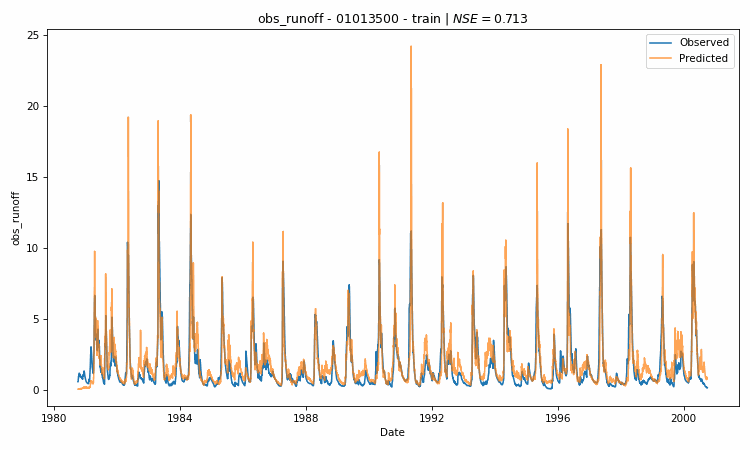 obs_runoff - 01013500 - train | NSE = 0.713
Observed
Predicted
25
20
15
10
5
0
obs_runoff
1980 1984 1988 1992 1996 2000
Date